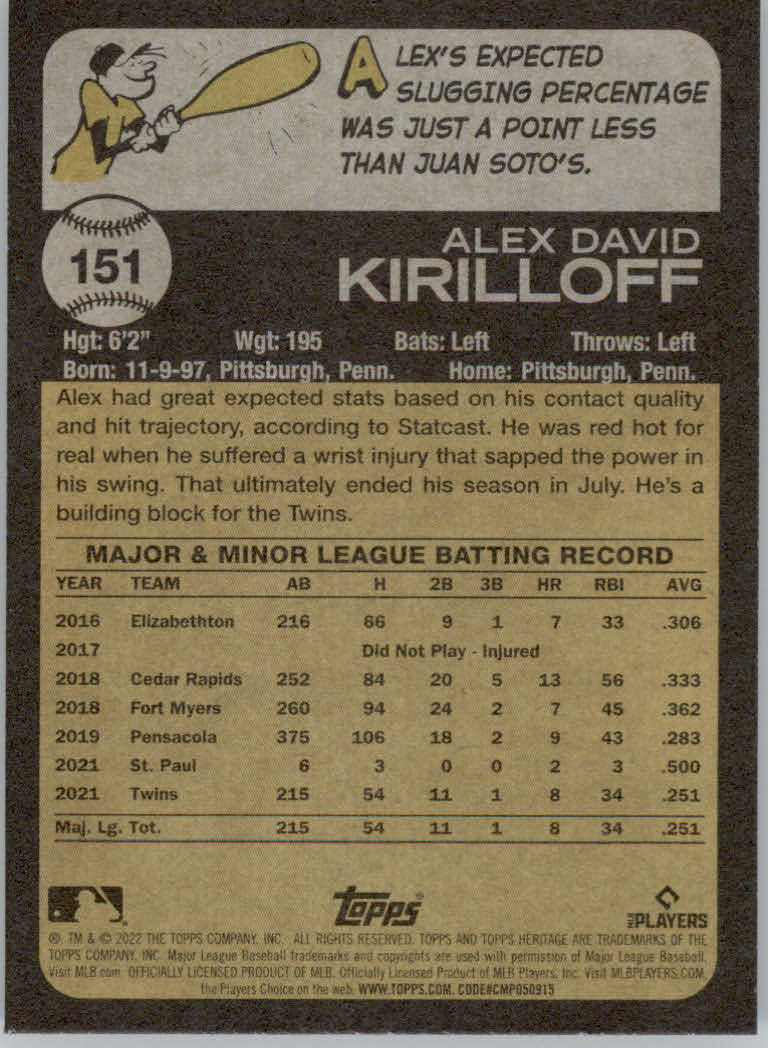 ALEX'S EXPECTED
SLUGGING PERCENTAGE
WAS JUST A POINT LESS
THAN JUAN SOTO'S.
151
ALEX DAVID
KIRILLOFF
Hgt: 6'2" Wgt: 195 Bats: Left Throws: Left
Born: 11-9-97, Pittsburgh, Penn. Home: Pittsburgh, Penn.
Alex had great expected stats based on his contact quality
and hit trajectory, according to Statcast. He was red hot for
real when he suffered a wrist injury that sapped the power in
his swing. That ultimately ended his season in July. He's a
building block for the Twins.
MAJOR & MINOR LEAGUE BATTING RECORD
YEAR TEAM AB H 2B 3B HR RBI AVG
2016 Elizabethton 216 66 9 1 7 33 .306
2017 Did Not Play - Injured
2018 Cedar Rapids 252 84 20 5 13 56 .333
2018 Fort Myers 260 94 24 2 7 45 .362
2019 Pensacola 375 106 18 2 9 43 .283
2021 St. Paul 6 3 0 0 2 3 .500
2021 Twins 215 54 11 1 8 34 .251
Maj. Lg. Tot. 215 54 11 1 8 34 .251
Topps®
MLB PLAYERS
®, TM & © 2022 THE TOPPS COMPANY, INC. ALL RIGHTS RESERVED. TOPPS AND TOPPS HERITAGE ARE TRADEMARKS OF THE
TOPPS COMPANY, INC. Major League Baseball trademarks and copyrights are used with permission of Major League Baseball.
Visit MLB.com. OFFICIALLY LICENSED PRODUCT OF MLB. Officially Licensed Product of MLB Players, Inc. Visit MLBPLAYERS.COM,
the Players Choice on the web. WWW.TOPPS.COM. CODE#CMP050915